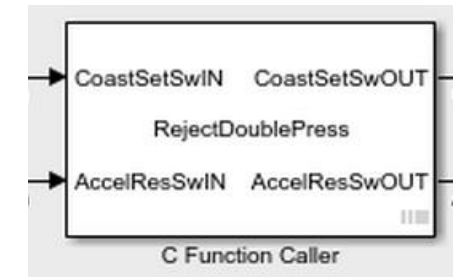 CoastSetSwIN CoastSetSwOUT
RejectDoublePress
AccelResSwIN AccelResSwOUT
C Function Caller